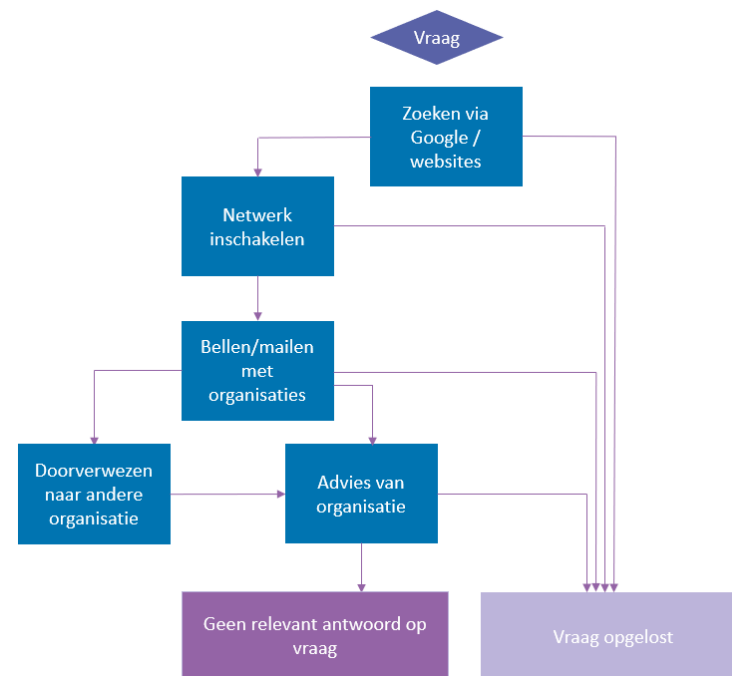 Vraag
Zoeken via
Google /
websites
Netwerk
inschakelen
Bellen/mailen
met
organisaties
Doorverwezen
naar andere
organisatie
Advies van
organisatie
Geen relevant antwoord op
vraag
Vraag opgelost